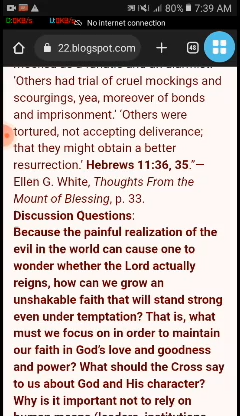 80% 7:39 AM
U:0KB/s D:0KB/s No internet connection
22.blogspot.com 48
'Others had trial of cruel mockings and
scourgings, yea, moreover of bonds
and imprisonment.' 'Others were
tortured, not accepting deliverance;
that they might obtain a better
resurrection.' Hebrews 11:36, 35."—
Ellen G. White, Thoughts From the
Mount of Blessing, p. 33.
Discussion Questions:
Because the painful realization of the
evil in the world can cause one to
wonder whether the Lord actually
reigns, how can we grow an
unshakable faith that will stand strong
even under temptation? That is, what
must we focus on in order to maintain
our faith in God's love and goodness
and power? What should the Cross say
to us about God and His character?
Why is it important not to rely on
human means (leaders, institutions,